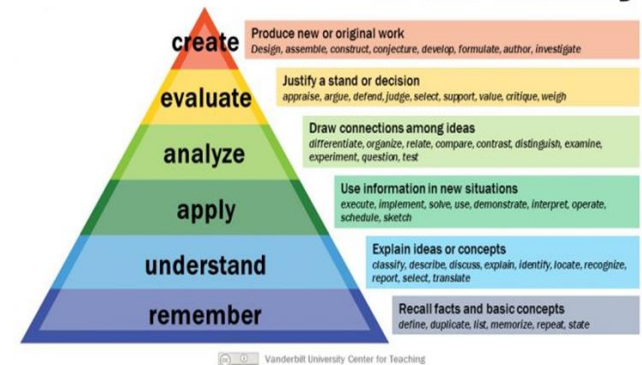 create
Produce new or original work
Design, assemble, construct, conjecture, develop, formulate, author, investigate
evaluate
Justify a stand or decision
appraise, argue, defend, judge, select, support, value, critique, weigh
analyze
Draw connections among ideas
differentiate, organize, relate, compare, contrast, distinguish, examine,
experiment, question, test
apply
Use information in new situations
execute, implement, solve, use, demonstrate, interpret, operate,
schedule, sketch
understand
Explain ideas or concepts
classify, describe, discuss, explain, identify, locate, recognize,
report, select, translate
remember
Recall facts and basic concepts
define, duplicate, list, memorize, repeat, state
Vanderbilt University Center for Teaching